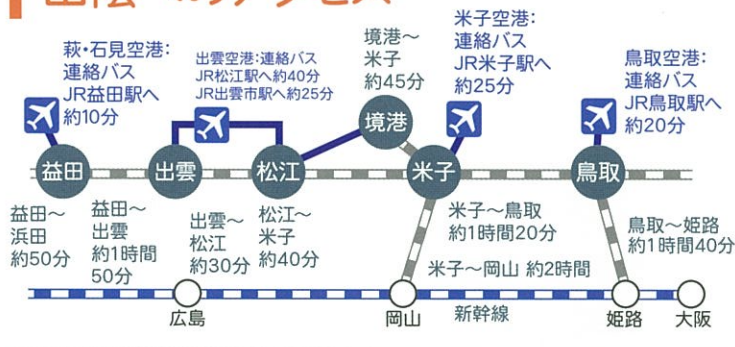 山陰へのアクセス
萩・石見空港:
連絡バス
JR益田駅へ
約10分
出雲空港:連絡バス
JR松江駅へ約40分
JR出雲市駅へ約25分
境港〜
米子
約45分
米子空港:
連絡バス
JR米子駅へ
約25分
鳥取空港:
連絡バス
JR鳥取駅へ
約20分
益田
出雲
松江
境港
米子
鳥取
益田〜
浜田
約50分
益田〜
出雲
約1時間
50分
出雲〜
松江
約30分
松江〜
米子
約40分
米子〜鳥取
約1時間20分
鳥取〜姫路
約1時間40分
米子〜岡山 約2時間
広島
岡山
新幹線
姫路
大阪